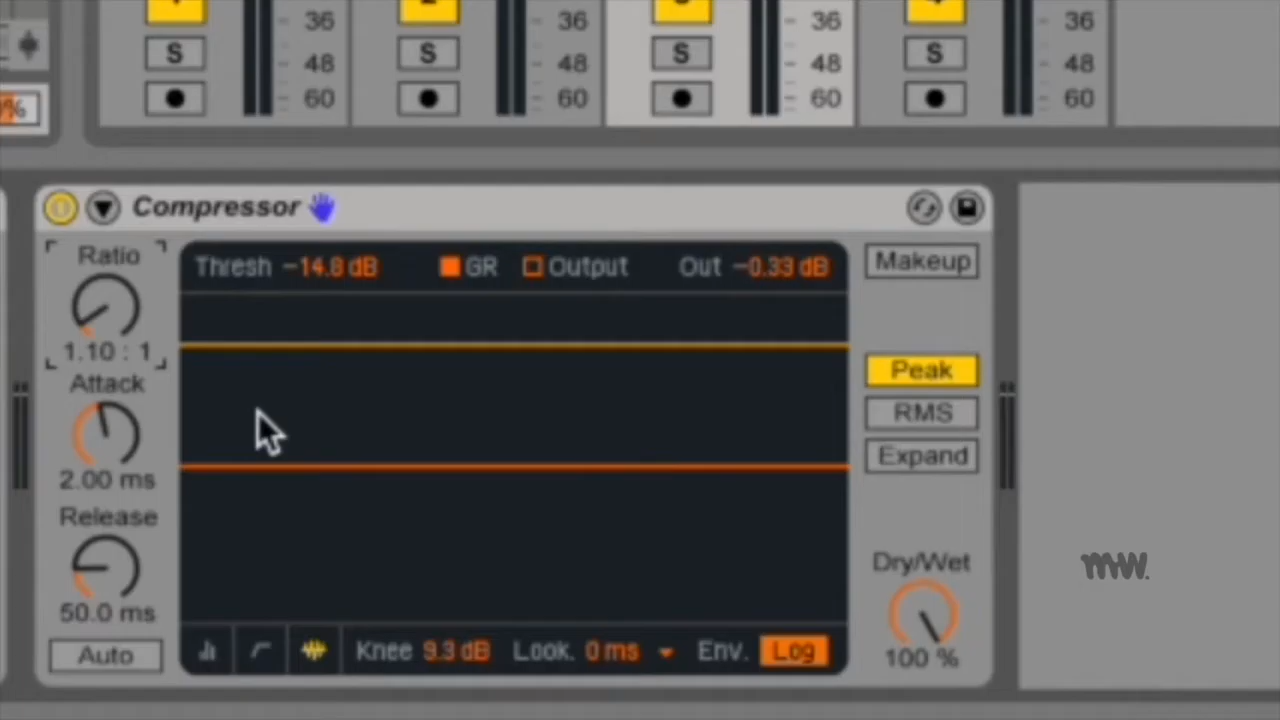 36 36 36 36
S S S S
48 48 48 48
60 60 60 60
%
Compressor
Ratio
1.10 : 1
Attack
2.00 ms
Release
50.0 ms
Auto
Thresh -14.8 dB GR Output Out -0.33 dB
Knee 9.3 dB Look. 0 ms Env. Log
Makeup
Peak
RMS
Expand
Dry/Wet
100 %
mw.